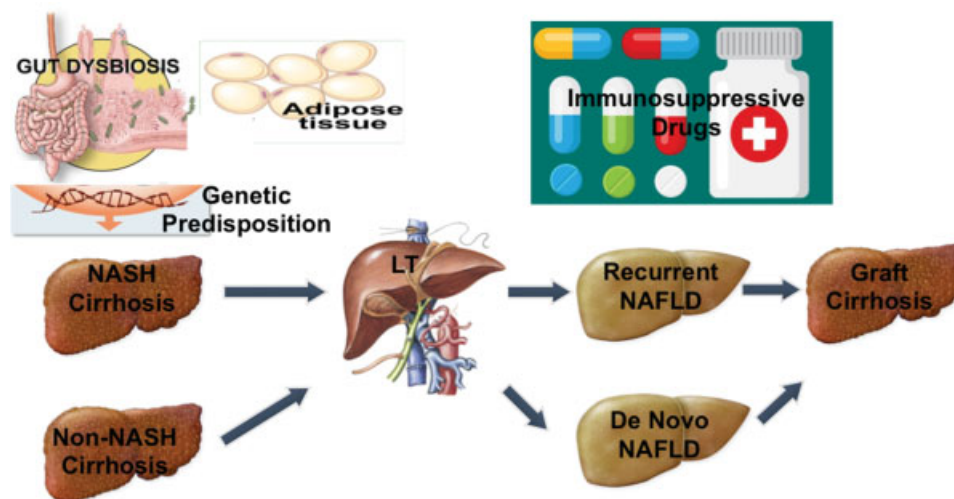 GUT DYSBIOSIS
Adipose
tissue
Immunosuppressive
Drugs
Genetic
Predisposition
NASH
Cirrhosis
LT
Recurrent
NAFLD
Graft
Cirrhosis
Non-NASH
Cirrhosis
De Novo
NAFLD